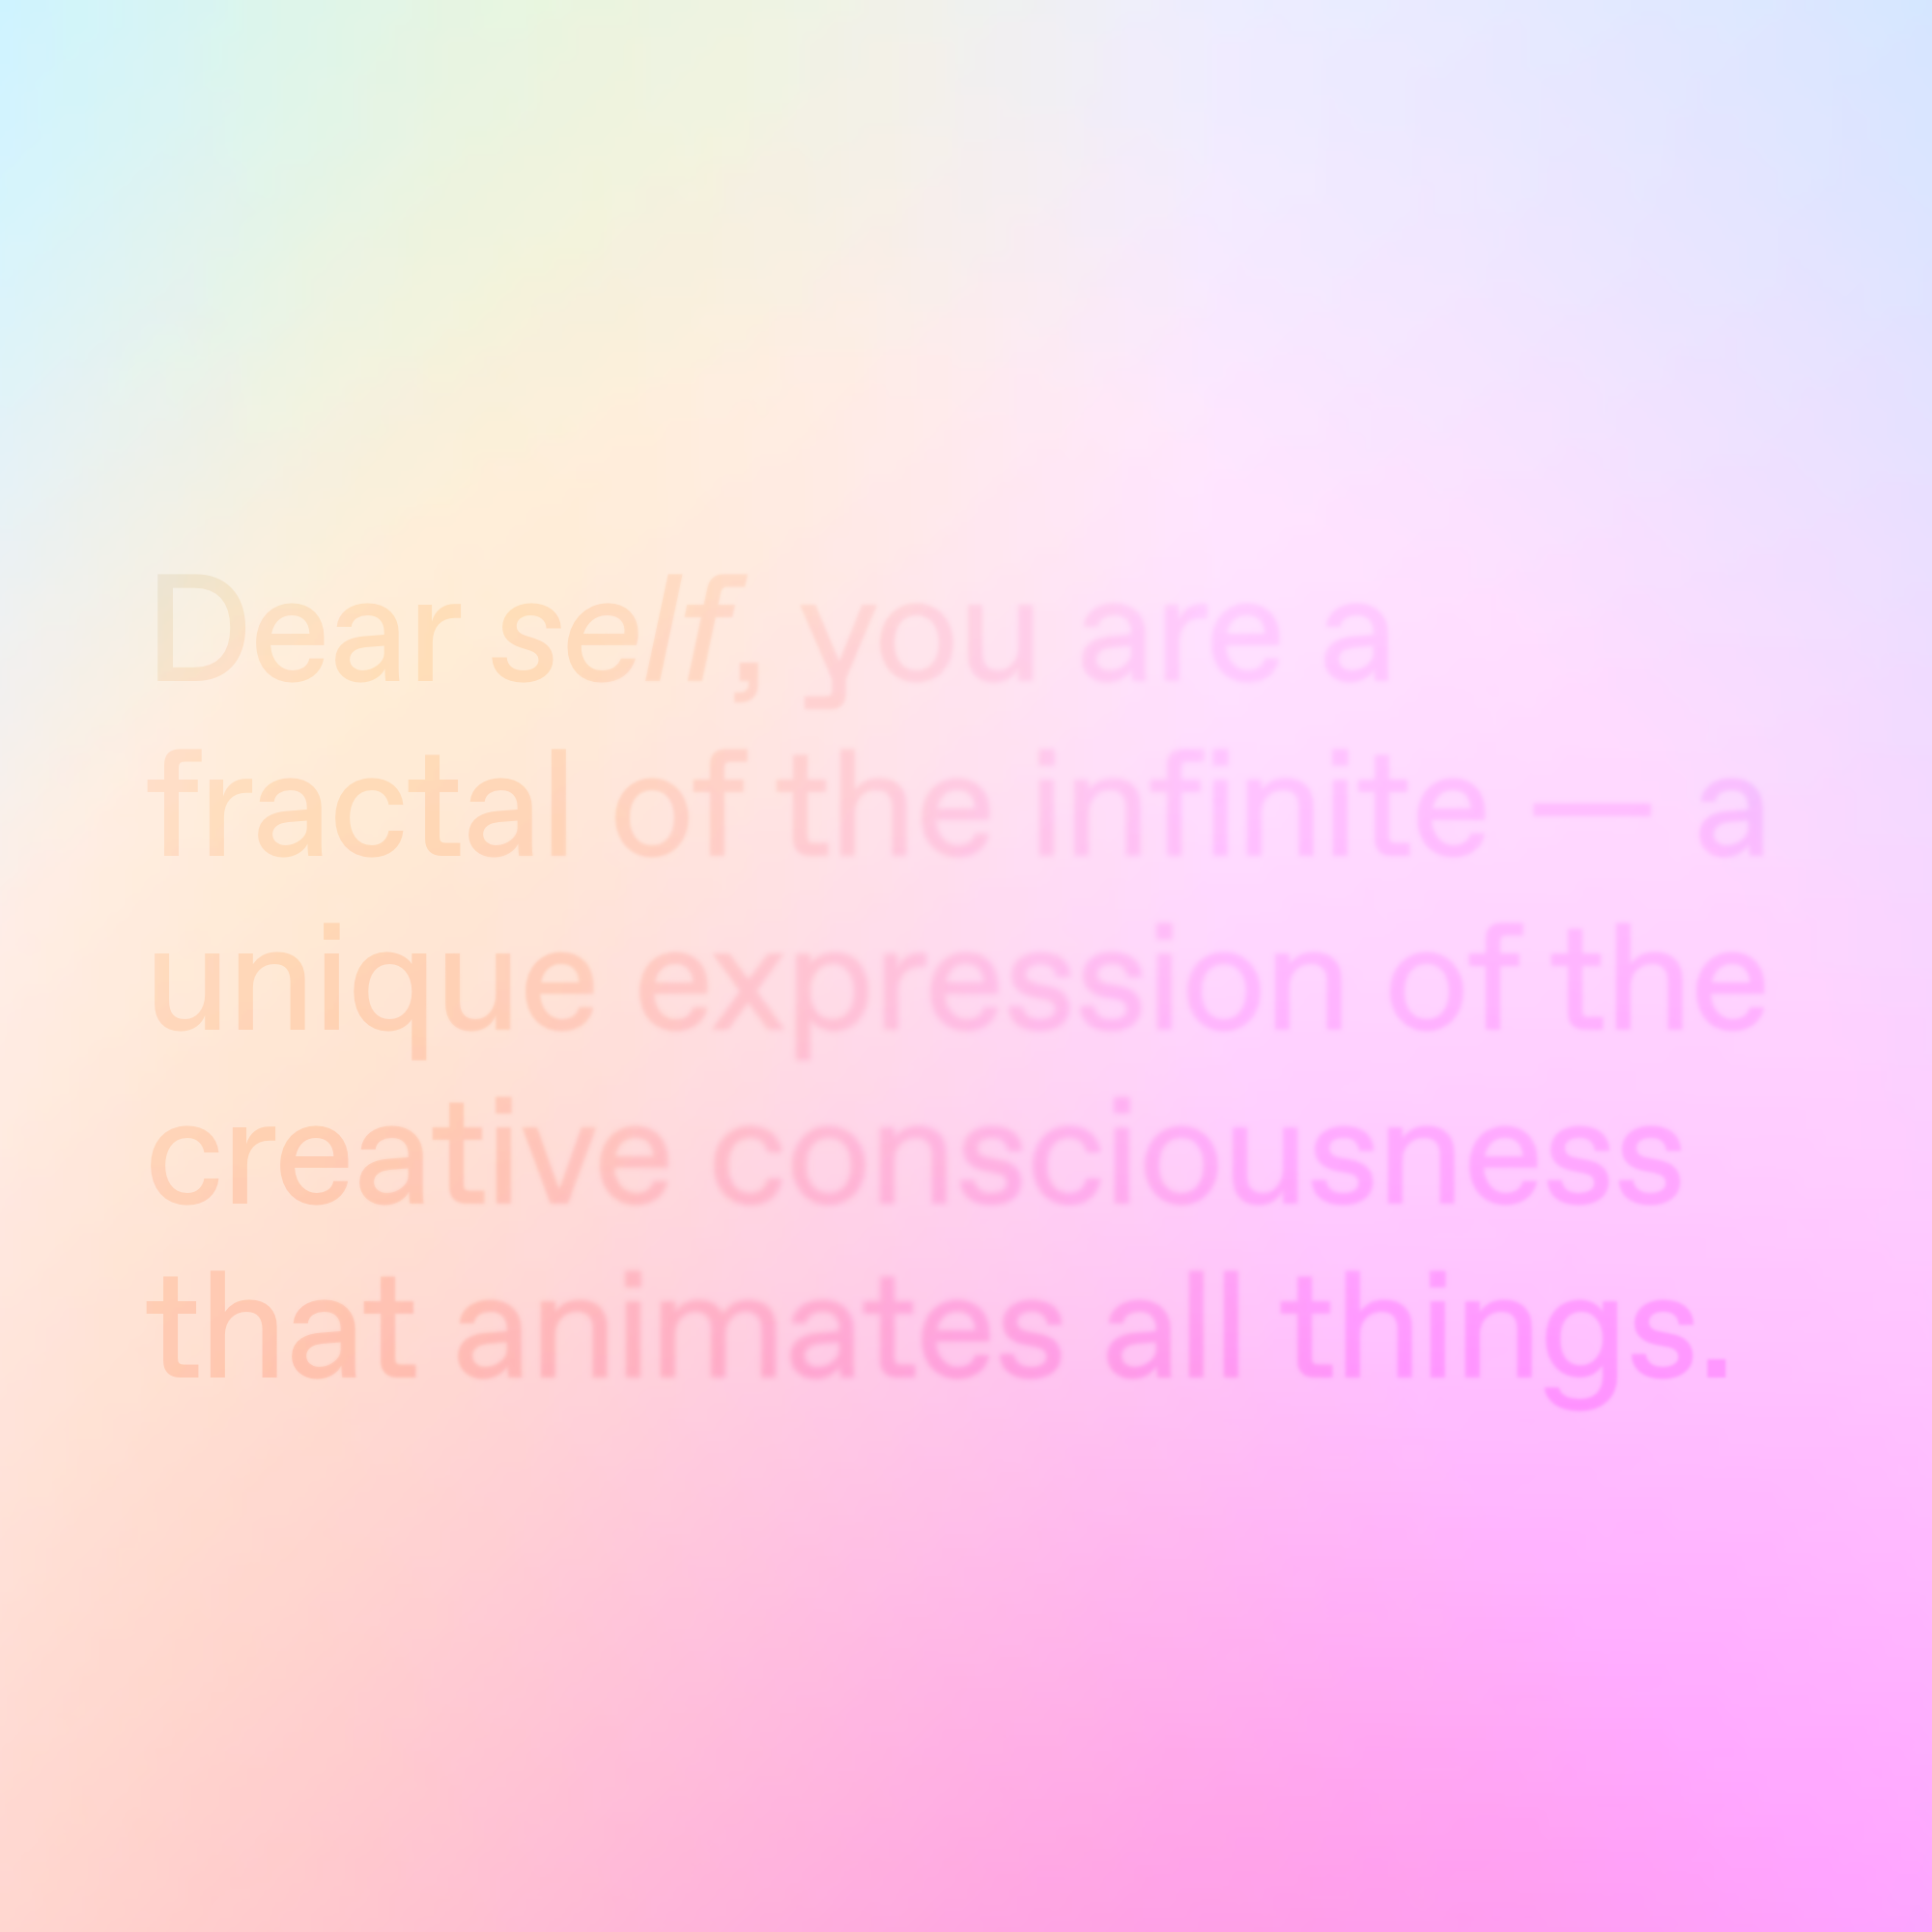 Dear self, you are a
fractal of the infinite — a
unique expression of the
creative consciousness
that animates all things.